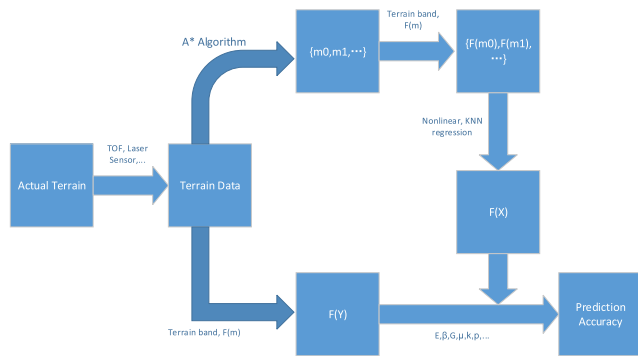 Terrain band,
F(m)
A* Algorithm
{m0,m1,⋯}
{F(m0),F(m1),
⋯}
Nonlinear, KNN
regression
TOF, Laser
Sensor,...
Actual Terrain
Terrain Data
F(X)
Terrain band, F(m)
F(Y)
E,β,G,μ,k,p,...
Prediction
Accuracy